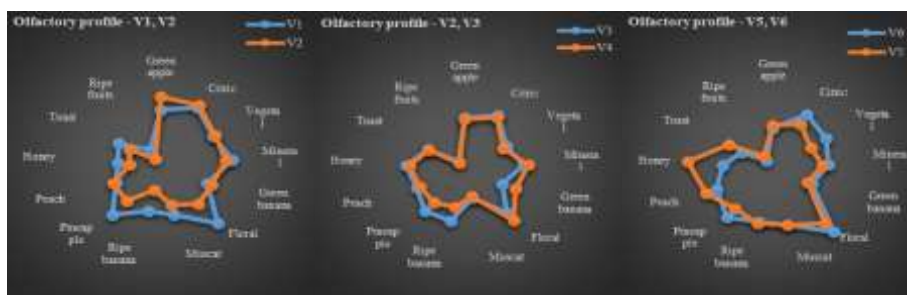 Olfactory profile - V1, V2
V1
V2
Green
apple
Citric
Vegeta
l
Minera
l
Green
banana
Floral
Muscat
Ripe
banana
Pineap
ple
Peach
Honey
Toast
Ripe
fruits
Olfactory profile - V2, V3
V3
V4
Green
apple
Citric
Vegeta
l
Minera
l
Green
banana
Floral
Muscat
Ripe
banana
Pineap
ple
Peach
Honey
Toast
Ripe
fruits
Olfactory profile - V5, V6
V6
V5
Green
apple
Citric
Vegeta
l
Minera
l
Green
banana
Floral
Muscat
Ripe
banana
Pineap
ple
Peach
Honey
Toast
Ripe
fruits